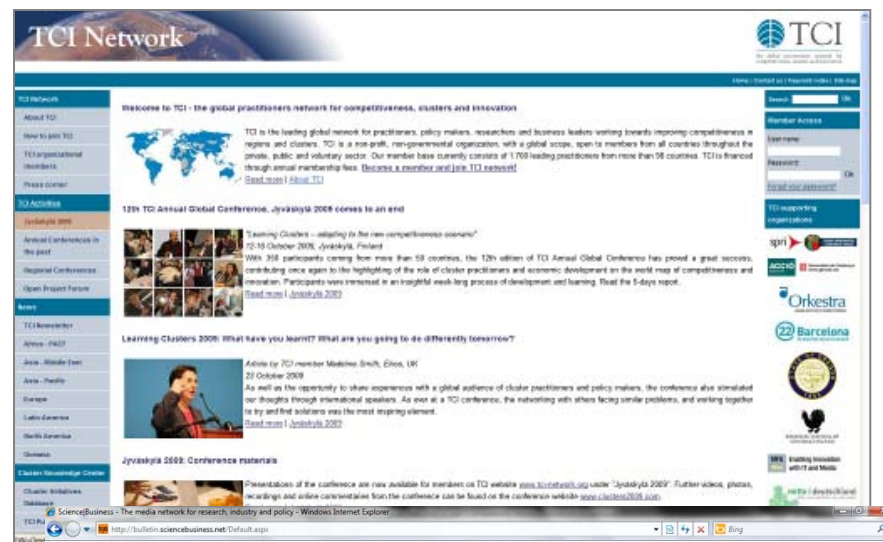 TCI Network
TCI
Home | Contact us | Keyword index | Site map
TCI Network
About TCI
How to join TCI
TCI organizational
members
Press corner
TCI Activities
Jyväskylä 2009
Annual Conferences in
the past
Regional Conferences
Open Project Forum
News
TCI Newsletter
Africa - PACT
Asia - Middle East
Asia - Pacific
Europe
Latin America
North America
Oceania
Cluster Knowledge Center
Cluster Initiatives
Database
Welcome to TCI - the global practitioners network for competitiveness, clusters and innovation
TCI is the leading global network for practitioners, policy makers, researchers and business leaders working towards improving competitiveness in
regions and clusters. TCI is a non-profit, non-governmental organization, with a global scope, open to members from all countries throughout the
private, public and voluntary sector. Our member base currently consists of 1.700 leading practitioners from more than 98 countries. TCI is financed
through annual membership fees. Become a member and join TCI network!
Read more | About TCI
12th TCI Annual Global Conference, Jyväskylä 2009 comes to an end
"Learning Clusters – adapting to the new competitiveness scenario"
12-16 October 2009, Jyväskylä, Finland
With 350 participants coming from more than 50 countries, the 12th edition of TCI Annual Global Conference has proved a great success,
contributing once again to the highlighting of the role of cluster practitioners and economic development on the world map of competitiveness and
innovation. Participants were immersed in an insightful week-long process of development and learning. Read the 5-days report.
Read more | Jyväskylä 2009
Learning Clusters 2009: What have you learnt? What are you going to do differently tomorrow?
Article by TCI member Madeline Smith, Ekos, UK
22 October 2009
As well as the opportunity to share experiences with a global audience of cluster practitioners and policy makers, the conference also stimulated
our thoughts through international speakers. As ever at a TCI conference, the networking with others facing similar problems, and working together
to try and find solutions was the most inspiring element.
Read more | Jyväskylä 2009
Jyväskylä 2009: Conference materials
Presentations of the conference are now available for members on TCI website www.tci-network.org under "Jyväskylä 2009". Further videos, photos,
recordings and online commentaries from the conference can be found on the conference website www.clusters2009.com.
Search: Ok
Member Access
User name:
Password:
Ok
Forgot your password?
TCI supporting
organizations
spri
ACC1Ó
Orkestra
22 Barcelona
Enabling Innovation
with IT and Media
Science|Business - The media network for research, industry and policy - Windows Internet Explorer
http://bulletin.sciencebusiness.net/Default.aspx
Bing